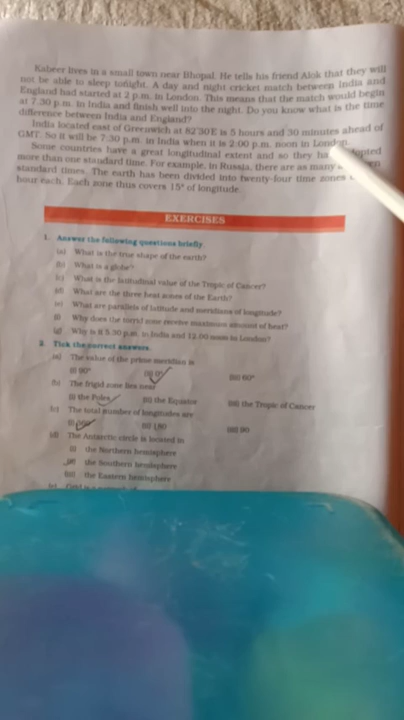 Kabeer lives in a small town near Bhopal. He tells his friend Alok that they will
not be able to sleep tonight. A day and night cricket match between India and
England had started at 2 p.m. in London. This means that the match would begin
at 7.30 p.m. in India and finish well into the night. Do you know what is the time
difference between India and England?
India located east of Greenwich at 82°30'E is 5 hours and 30 minutes ahead of
GMT. So it will be 7:30 p.m. in India when it is 2:00 p.m. noon in London.
Some countries have a great longitudinal extent and so they
more than one standard time. For example, in Russia, there are as many
standard times. The earth has been divided into twenty-four time zones
hour each. Each zone thus covers 15° of longitude.
EXERCISES
1. Answer the following questions briefly.
(a) What is the true shape of the earth?
(b) What is a globe?
(c) What is the latitudinal value of the Tropic of Cancer?
(d) What are the three heat zones of the Earth?
(e) What are parallels of latitude and meridians of longitude?
(f) Why does the torrid zone receive maximum amount of heat?
(g) Why is it 5.30 p.m. in India and 12.00 noon in London?
2. Tick the correct answers.
(a) The value of the prime meridian is
(i) 90° (ii) 0° (iii) 60°
(b) The frigid zone lies near
(i) the Poles (ii) the Equator (iii) the Tropic of Cancer
(c) The total number of longitudes are
(i) (ii) 180 (iii) 90
(d) The Antarctic circle is located in
(i) the Northern hemisphere
(ii) the Southern hemisphere
(iii) the Eastern hemisphere